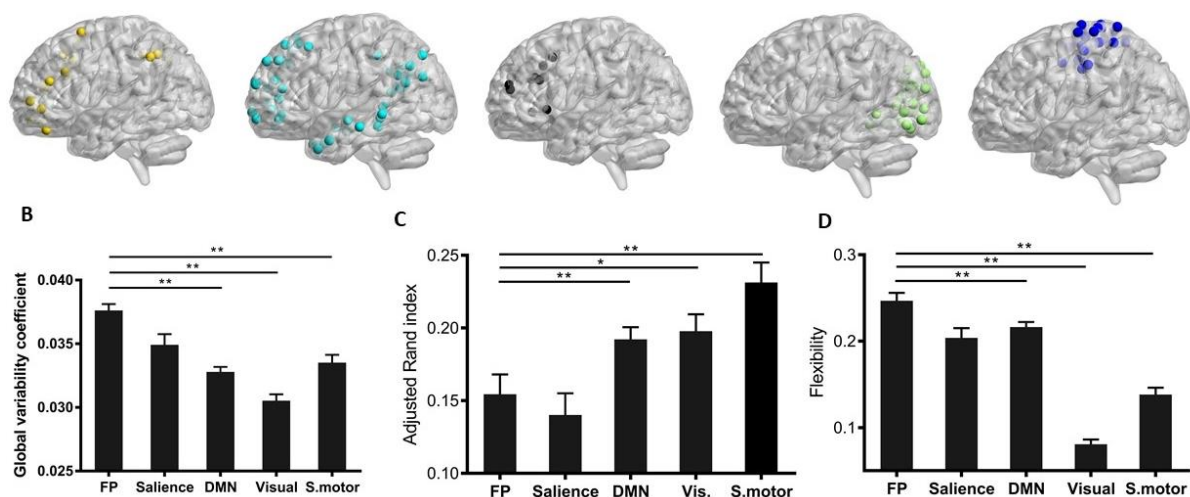 B
Global variability coefficient
0.040
0.035
0.030
0.025
**
**
**
FP Salience DMN Visual S.motor
C
Adjusted Rand index
0.25
0.20
0.15
0.10
**
*
**
FP Salience DMN Vis. S.motor
D
Flexibility
0.3
0.2
0.1
**
**
**
FP Salience DMN Visual S.motor